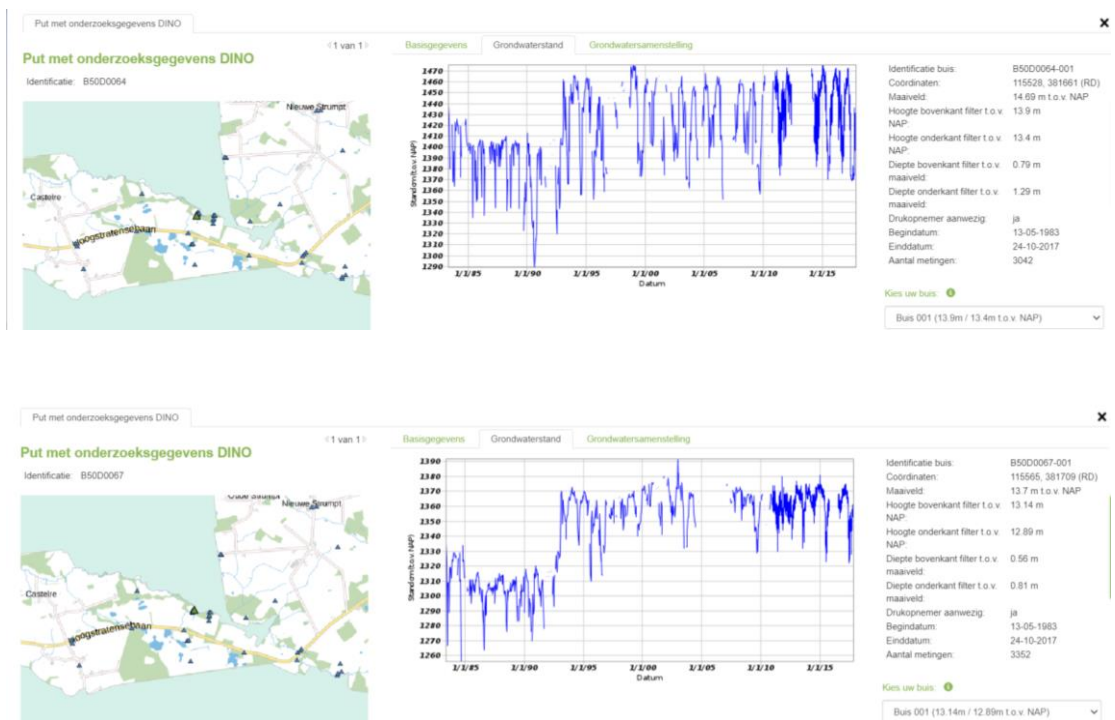 Put met onderzoeksgegevens DINO
Put met onderzoeksgegevens DINO
1 van 1
Identificatie: B50D0064
Nieuwe Strumpt
Castelre
Hoogstratensebaan
Basisgegevens Grondwaterstand Grondwatersamenstelling
1470
1460
1450
1440
1430
1420
1410
1400
1390
1380
1370
1360
1350
1340
1330
1320
1310
1300
1290
Stand (cm t.o.v. NAP)
1/1/85 1/1/90 1/1/95 1/1/00 1/1/05 1/1/10 1/1/15
Datum
Identificatie buis: B50D0064-001
Coördinaten: 115528, 381661 (RD)
Maaiveld: 14.69 m t.o.v. NAP
Hoogte bovenkant filter t.o.v. 13.9 m
NAP:
Hoogte onderkant filter t.o.v. 13.4 m
NAP:
Diepte bovenkant filter t.o.v. 0.79 m
maaiveld:
Diepte onderkant filter t.o.v. 1.29 m
maaiveld:
Drukopnemer aanwezig: ja
Begindatum: 13-05-1983
Einddatum: 24-10-2017
Aantal metingen: 3042
Kies uw buis:
Buis 001 (13.9m / 13.4m t.o.v. NAP)
Put met onderzoeksgegevens DINO
Put met onderzoeksgegevens DINO
1 van 1
Identificatie: B50D0067
Oude Strumpt
Nieuwe Strumpt
Castelre
Hoogstratensebaan
Basisgegevens Grondwaterstand Grondwatersamenstelling
1390
1380
1370
1360
1350
1340
1330
1320
1310
1300
1290
1280
1270
1260
Stand (cm t.o.v. NAP)
1/1/85 1/1/90 1/1/95 1/1/00 1/1/05 1/1/10 1/1/15
Datum
Identificatie buis: B50D0067-001
Coördinaten: 115565, 381709 (RD)
Maaiveld: 13.7 m t.o.v. NAP
Hoogte bovenkant filter t.o.v. 13.14 m
NAP:
Hoogte onderkant filter t.o.v. 12.89 m
NAP:
Diepte bovenkant filter t.o.v. 0.56 m
maaiveld:
Diepte onderkant filter t.o.v. 0.81 m
maaiveld:
Drukopnemer aanwezig: ja
Begindatum: 13-05-1983
Einddatum: 24-10-2017
Aantal metingen: 3352
Kies uw buis:
Buis 001 (13.14m / 12.89m t.o.v. NAP)